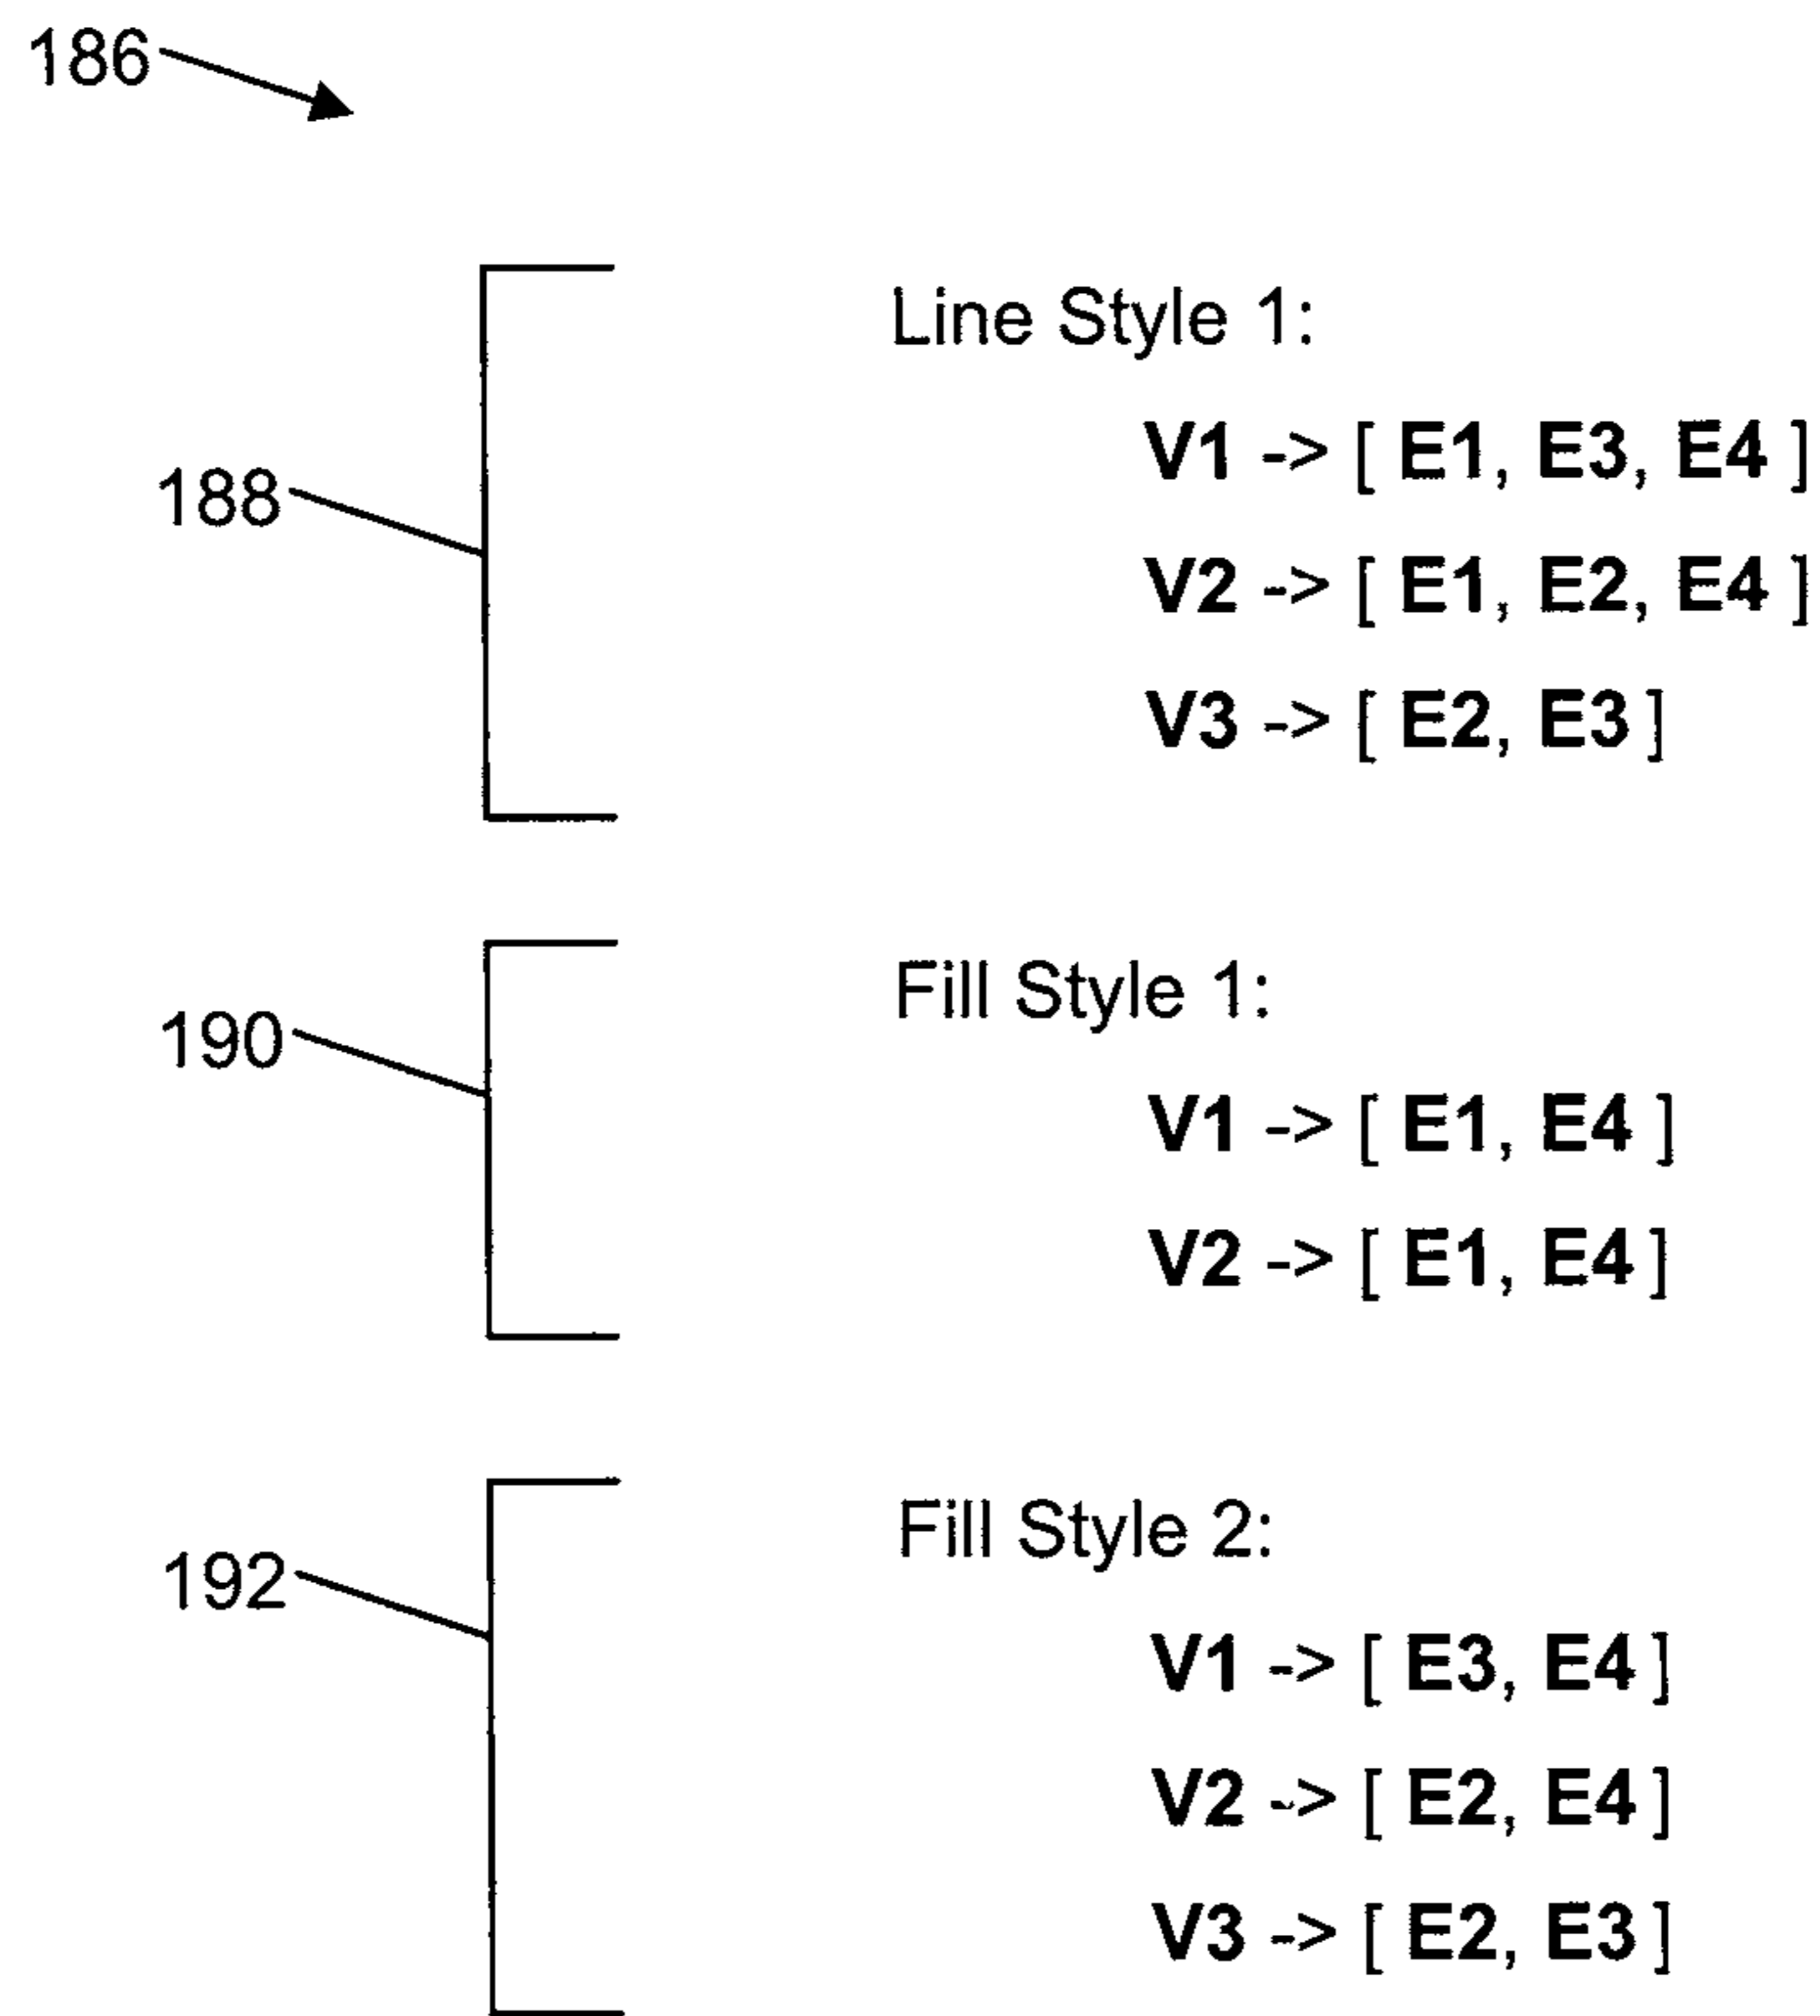 186
Line Style 1:
V1 -> [ E1, E3, E4 ]
188
V2 -> [ E1, E2, E4 ]
V3 -> [ E2, E3 ]
Fill Style 1:
190
V1 -> [ E1, E4 ]
V2 -> [ E1, E4 ]
Fill Style 2:
192
V1 -> [ E3, E4 ]
V2 -> [ E2, E4 ]
V3 -> [ E2, E3 ]